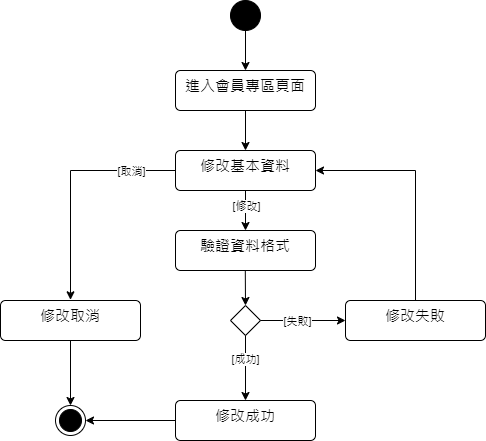 進入會員專區頁面
修改基本資料
[取消]
[修改]
驗證資料格式
修改取消
[失敗]
修改失敗
[成功]
修改成功